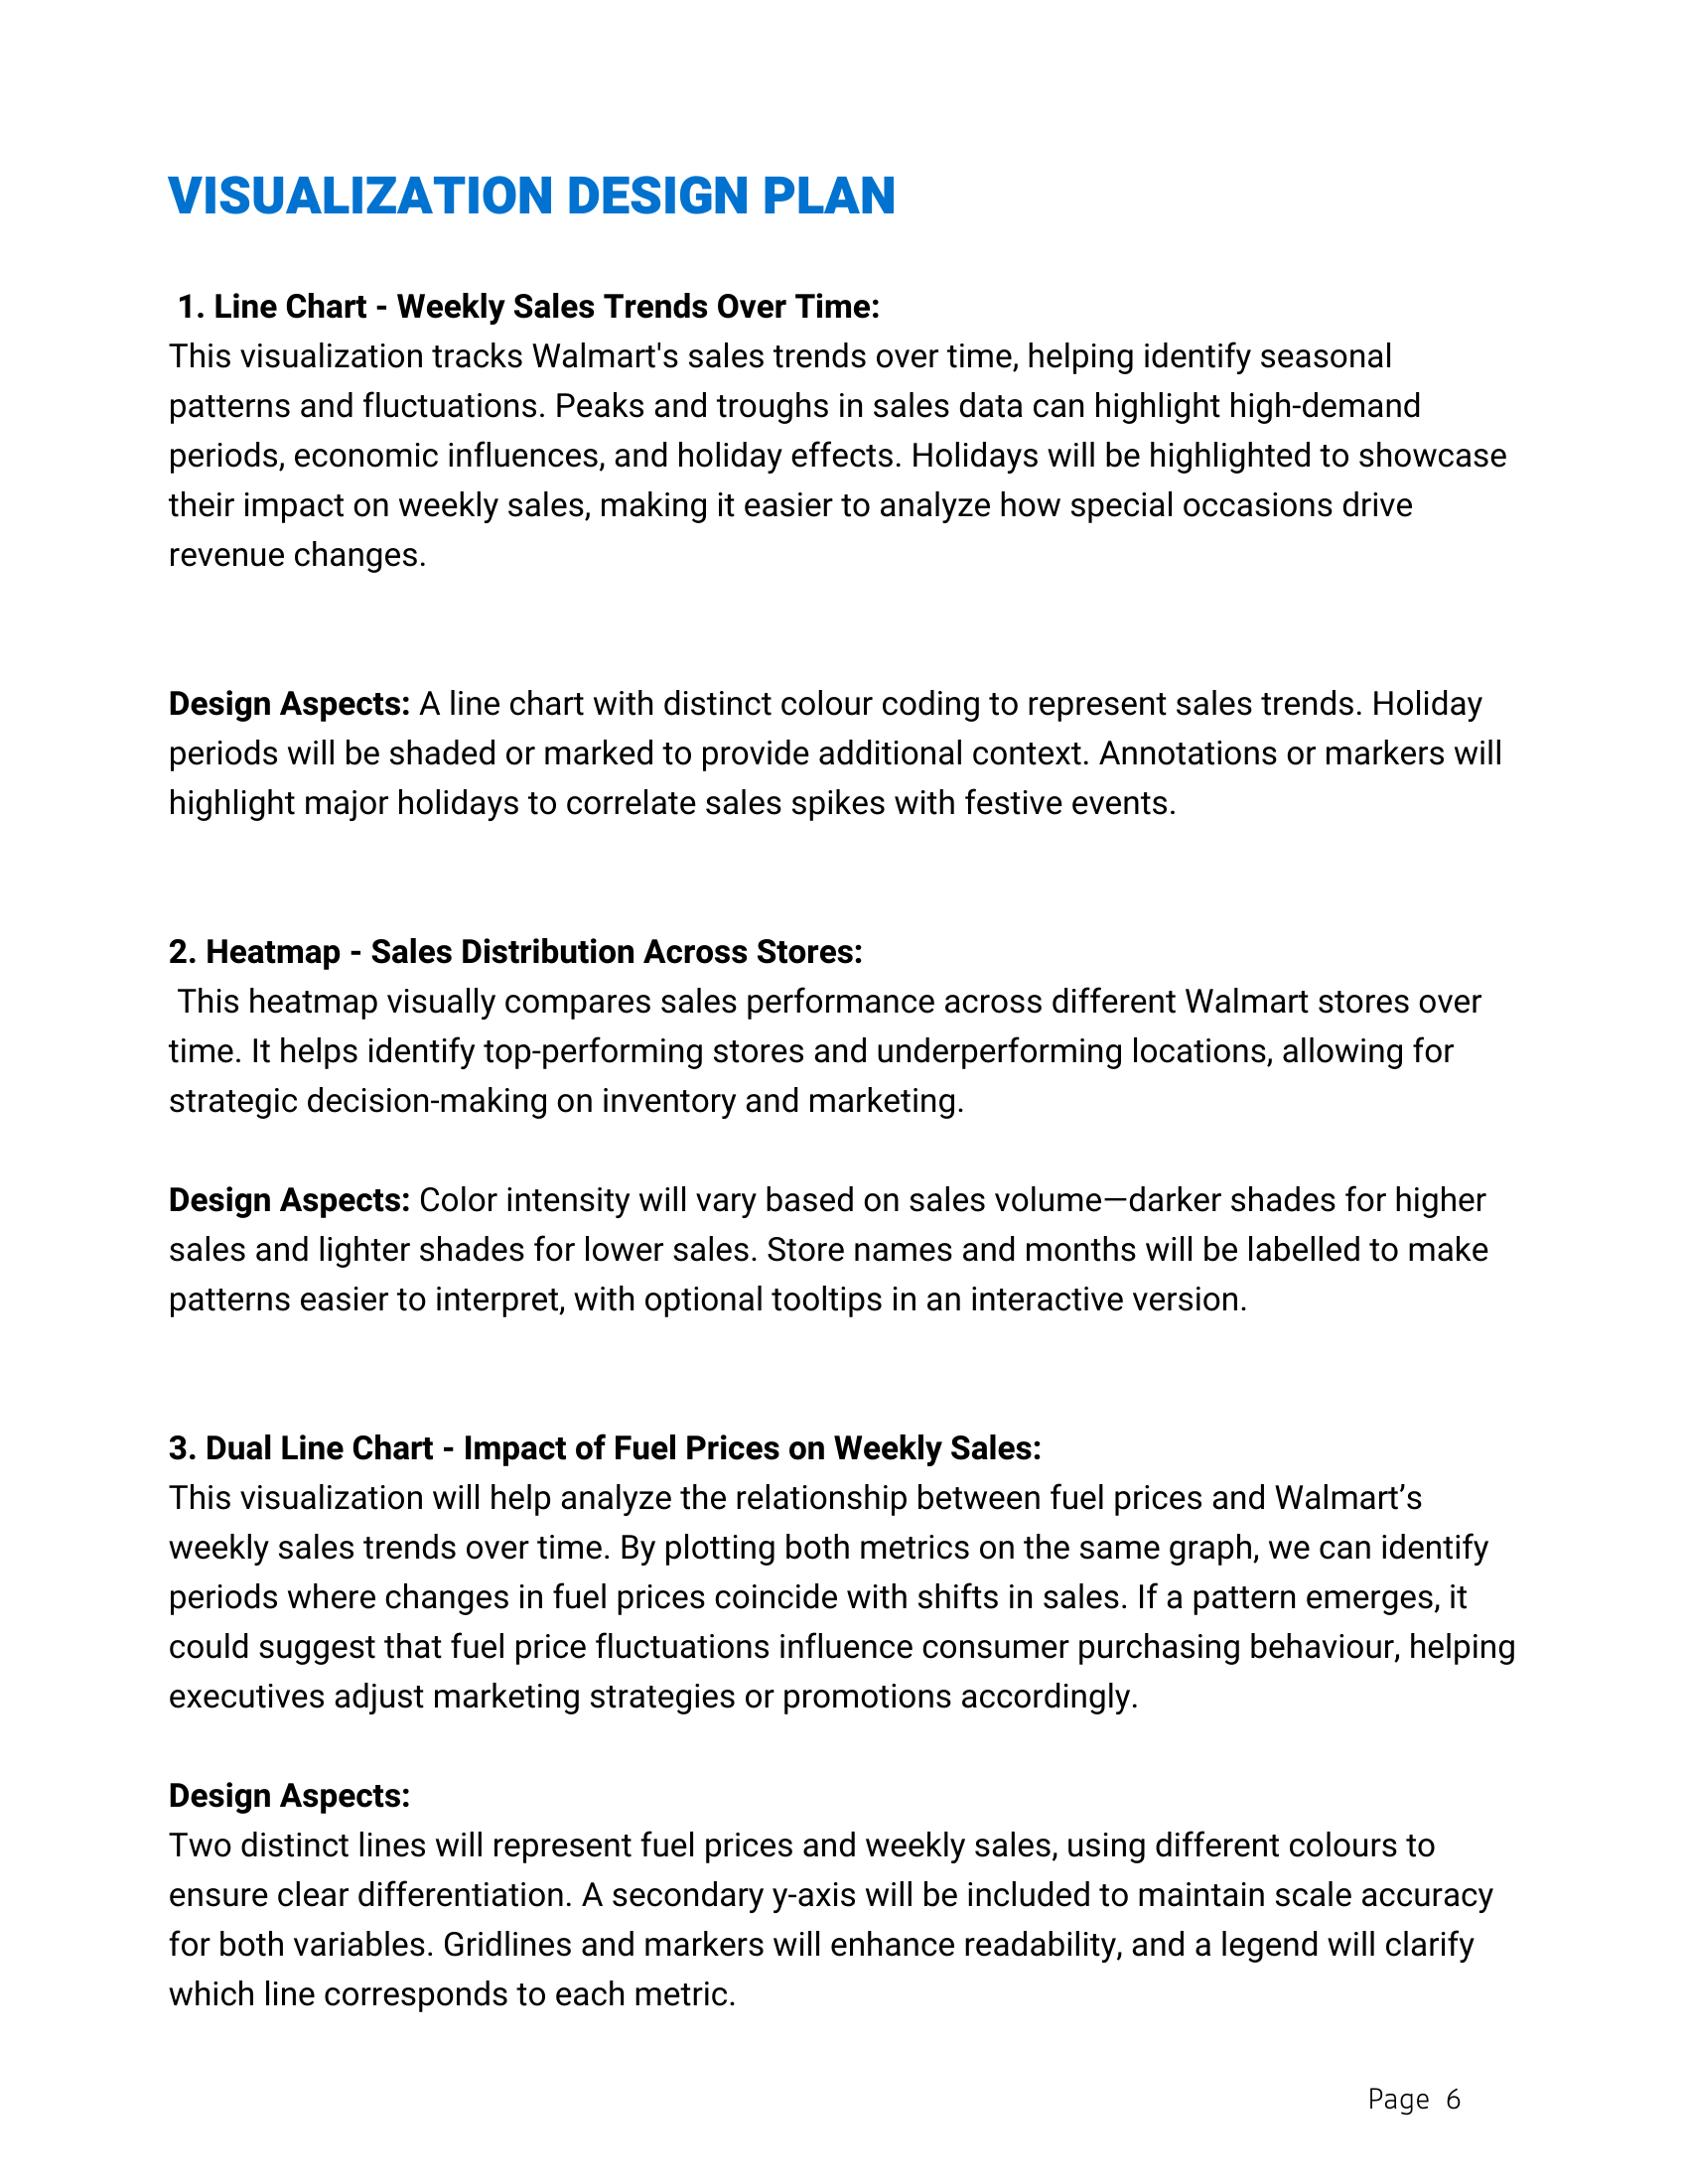 VISUALIZATION DESIGN PLAN
1. Line Chart - Weekly Sales Trends Over Time:
This visualization tracks Walmart's sales trends over time, helping identify seasonal
patterns and fluctuations. Peaks and troughs in sales data can highlight high-demand
periods, economic influences, and holiday effects. Holidays will be highlighted to showcase
their impact on weekly sales, making it easier to analyze how special occasions drive
revenue changes.
Design Aspects: A line chart with distinct colour coding to represent sales trends. Holiday
periods will be shaded or marked to provide additional context. Annotations or markers will
highlight major holidays to correlate sales spikes with festive events.
2. Heatmap - Sales Distribution Across Stores:
This heatmap visually compares sales performance across different Walmart stores over
time. It helps identify top-performing stores and underperforming locations, allowing for
strategic decision-making on inventory and marketing.
Design Aspects: Color intensity will vary based on sales volume—darker shades for higher
sales and lighter shades for lower sales. Store names and months will be labelled to make
patterns easier to interpret, with optional tooltips in an interactive version.
3. Dual Line Chart - Impact of Fuel Prices on Weekly Sales:
This visualization will help analyze the relationship between fuel prices and Walmart’s
weekly sales trends over time. By plotting both metrics on the same graph, we can identify
periods where changes in fuel prices coincide with shifts in sales. If a pattern emerges, it
could suggest that fuel price fluctuations influence consumer purchasing behaviour, helping
executives adjust marketing strategies or promotions accordingly.
Design Aspects:
Two distinct lines will represent fuel prices and weekly sales, using different colours to
ensure clear differentiation. A secondary y-axis will be included to maintain scale accuracy
for both variables. Gridlines and markers will enhance readability, and a legend will clarify
which line corresponds to each metric.
Page 6